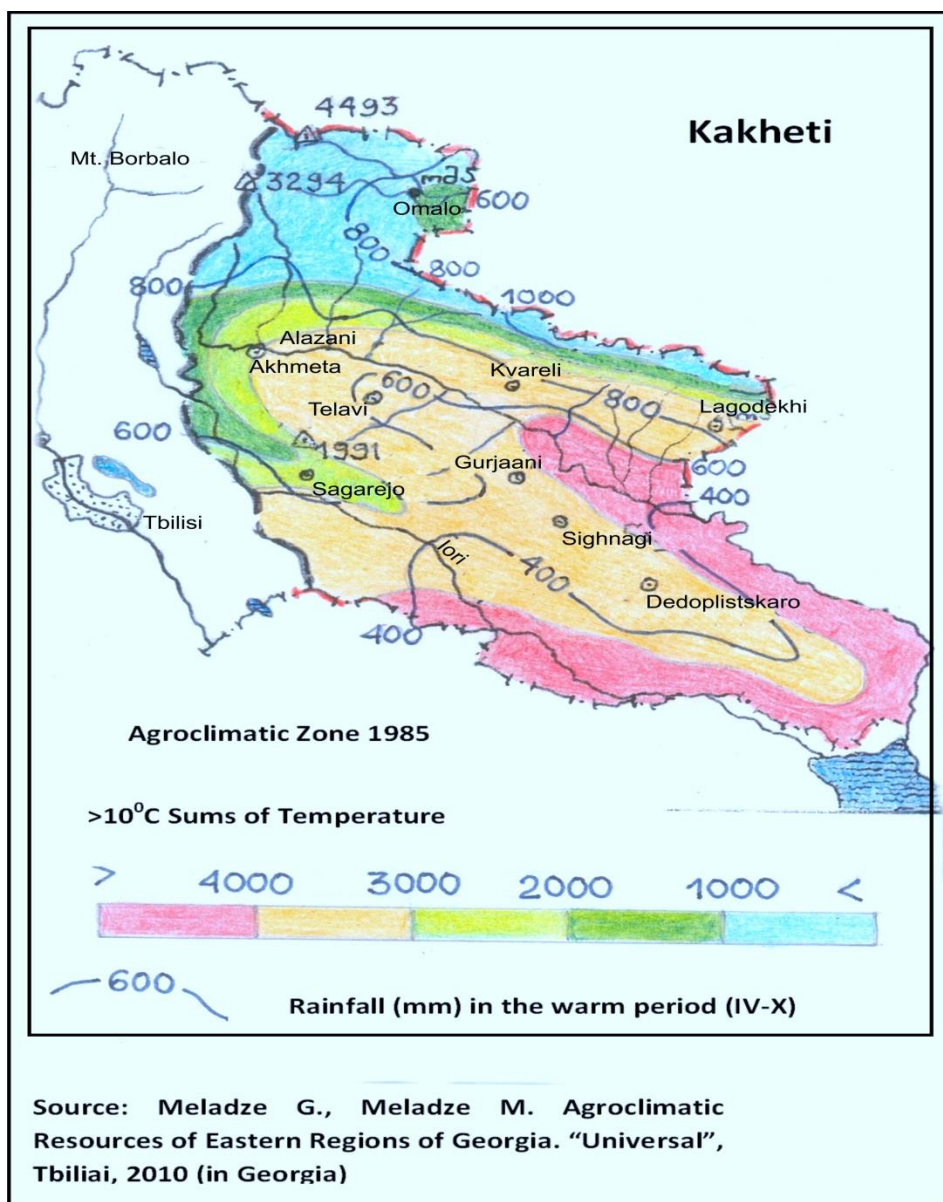 4493
Kakheti
Mt. Borbalo
3294
Omalo
600
800
800
800
1000
Alazani
Akhmeta
Kvareli
600
Telavi
800
Lagodekhi
600
1991
Gurjaani
600
400
Sagarejo
Tbilisi
Sighnagi
Iori
400
Dedoplistskaro
400
Agroclimatic Zone 1985
>10⁰C Sums of Temperature
> 4000 3000 2000 1000 <
600
Rainfall (mm) in the warm period (IV-X)
Source: Meladze G., Meladze M. Agroclimatic
Resources of Eastern Regions of Georgia. “Universal”,
Tbiliai, 2010 (in Georgia)